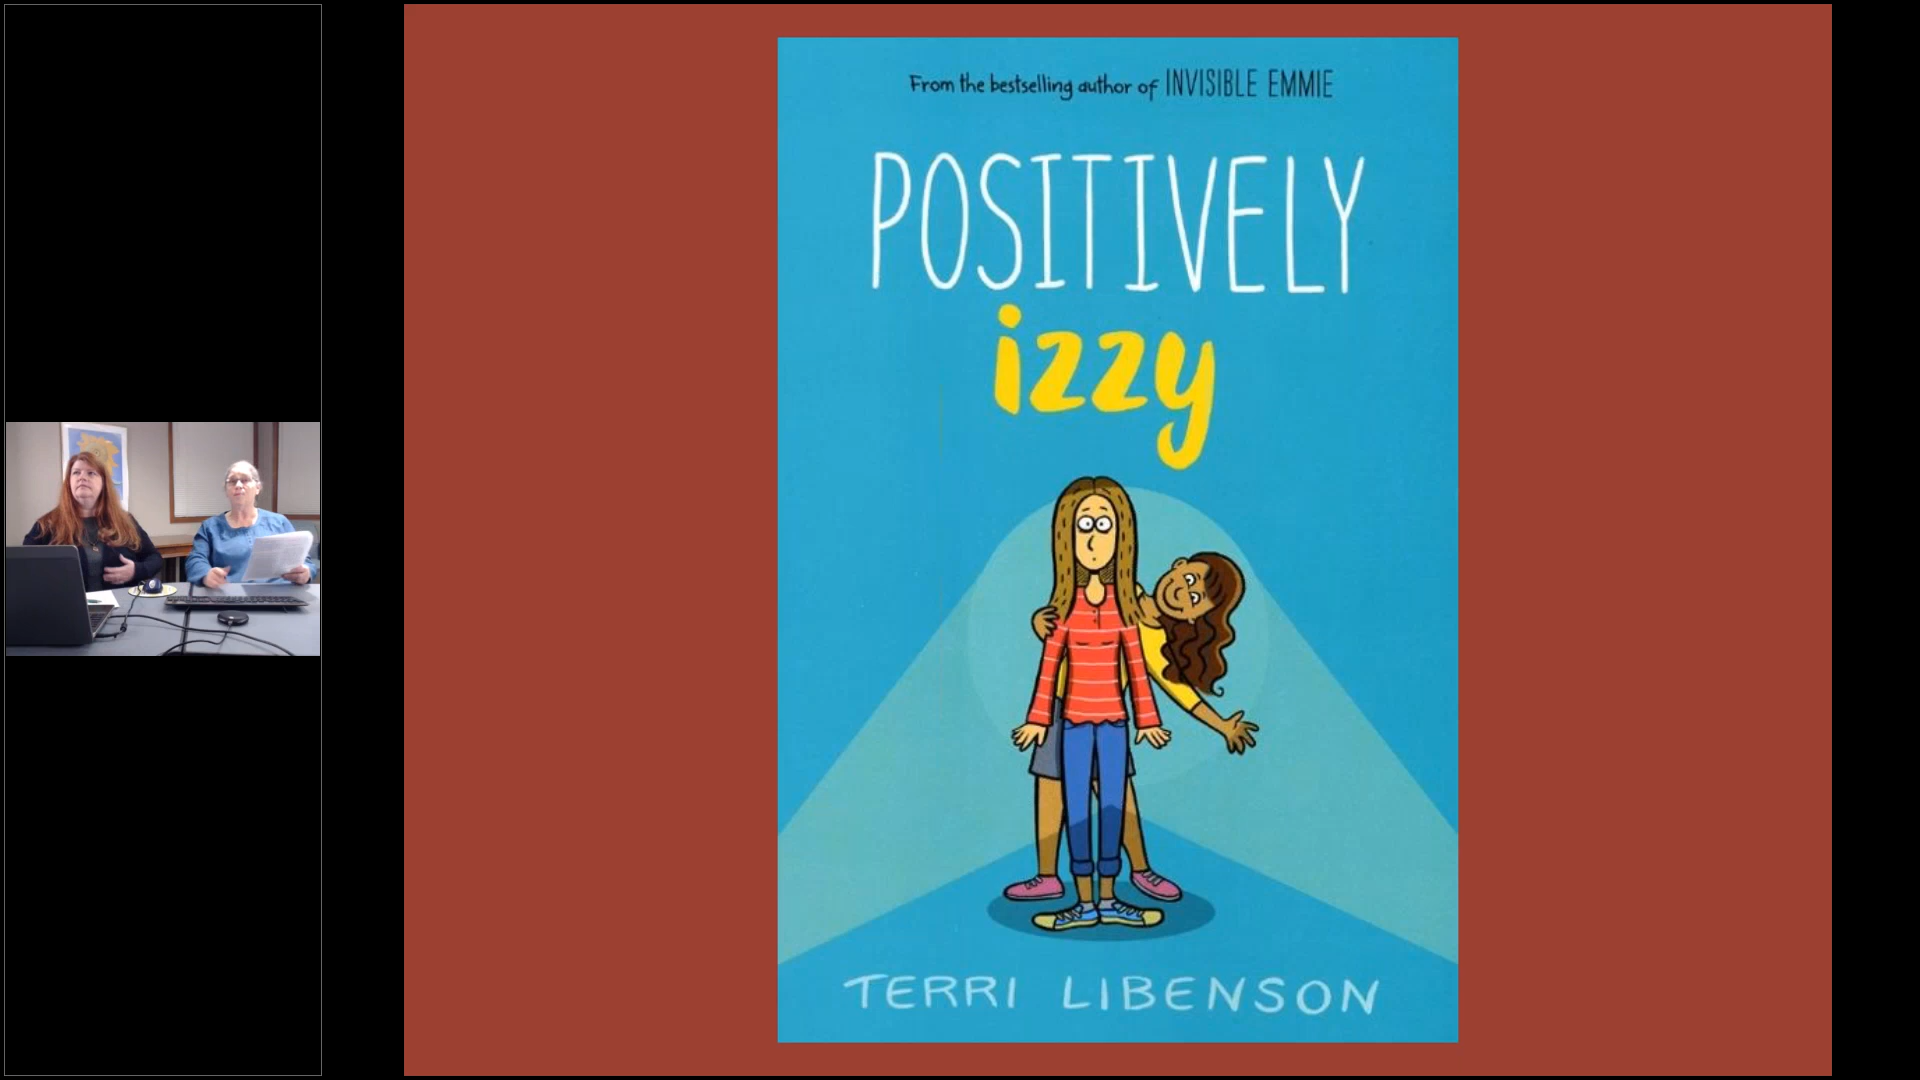 From the bestselling author of INVISIBLE EMMIE
POSITIVELY
izzy
TERRI LIBENSON